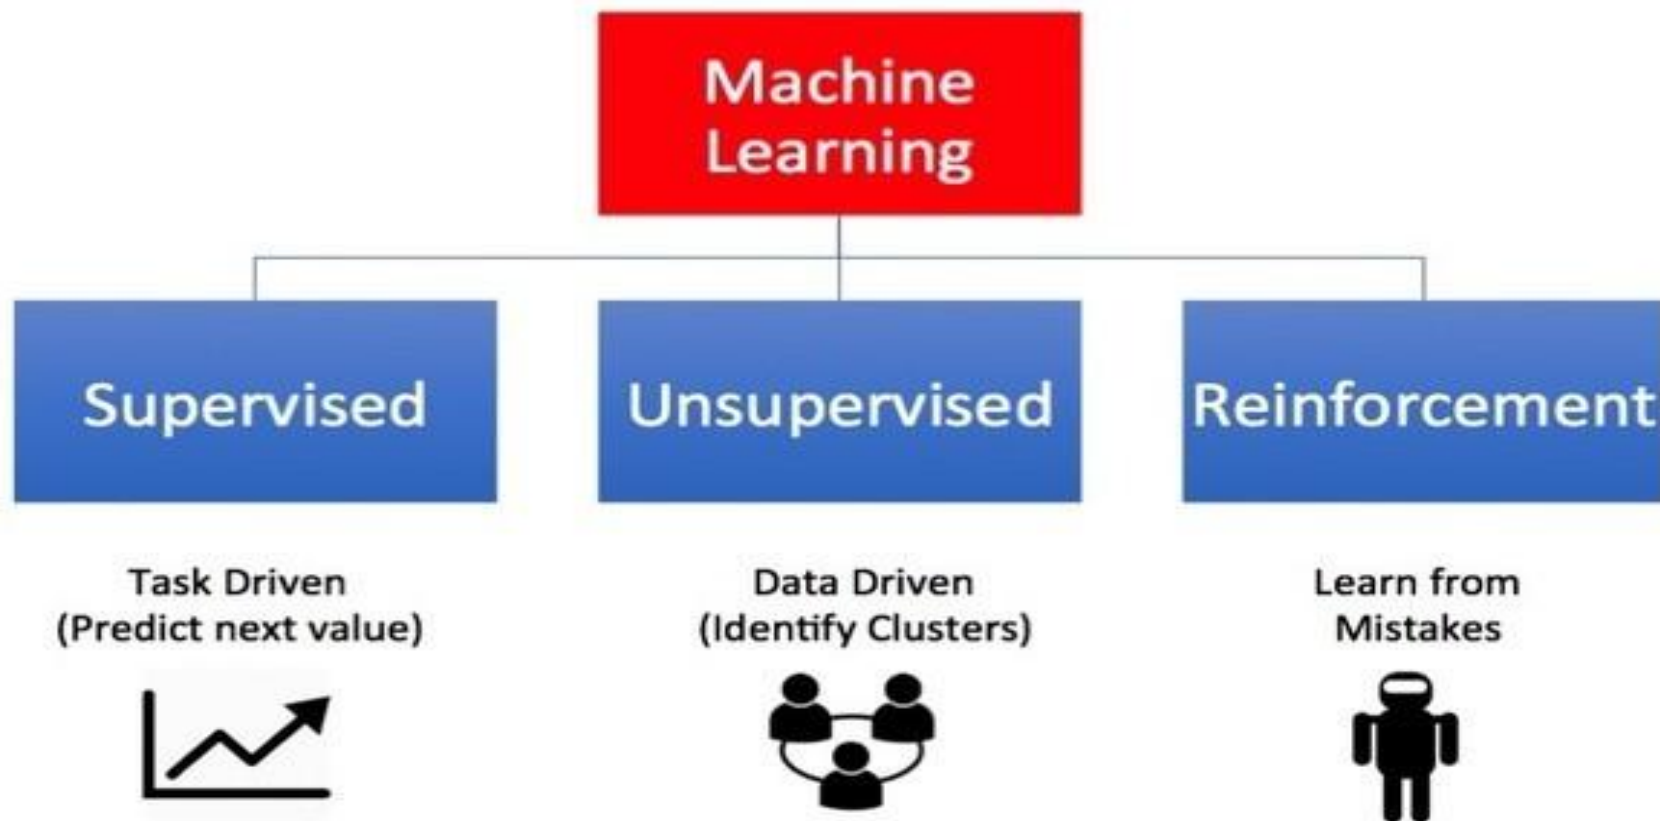 Machine
Learning
Supervised
Unsupervised
Reinforcement
Task Driven
(Predict next value)
Data Driven
(Identify Clusters)
Learn from
Mistakes